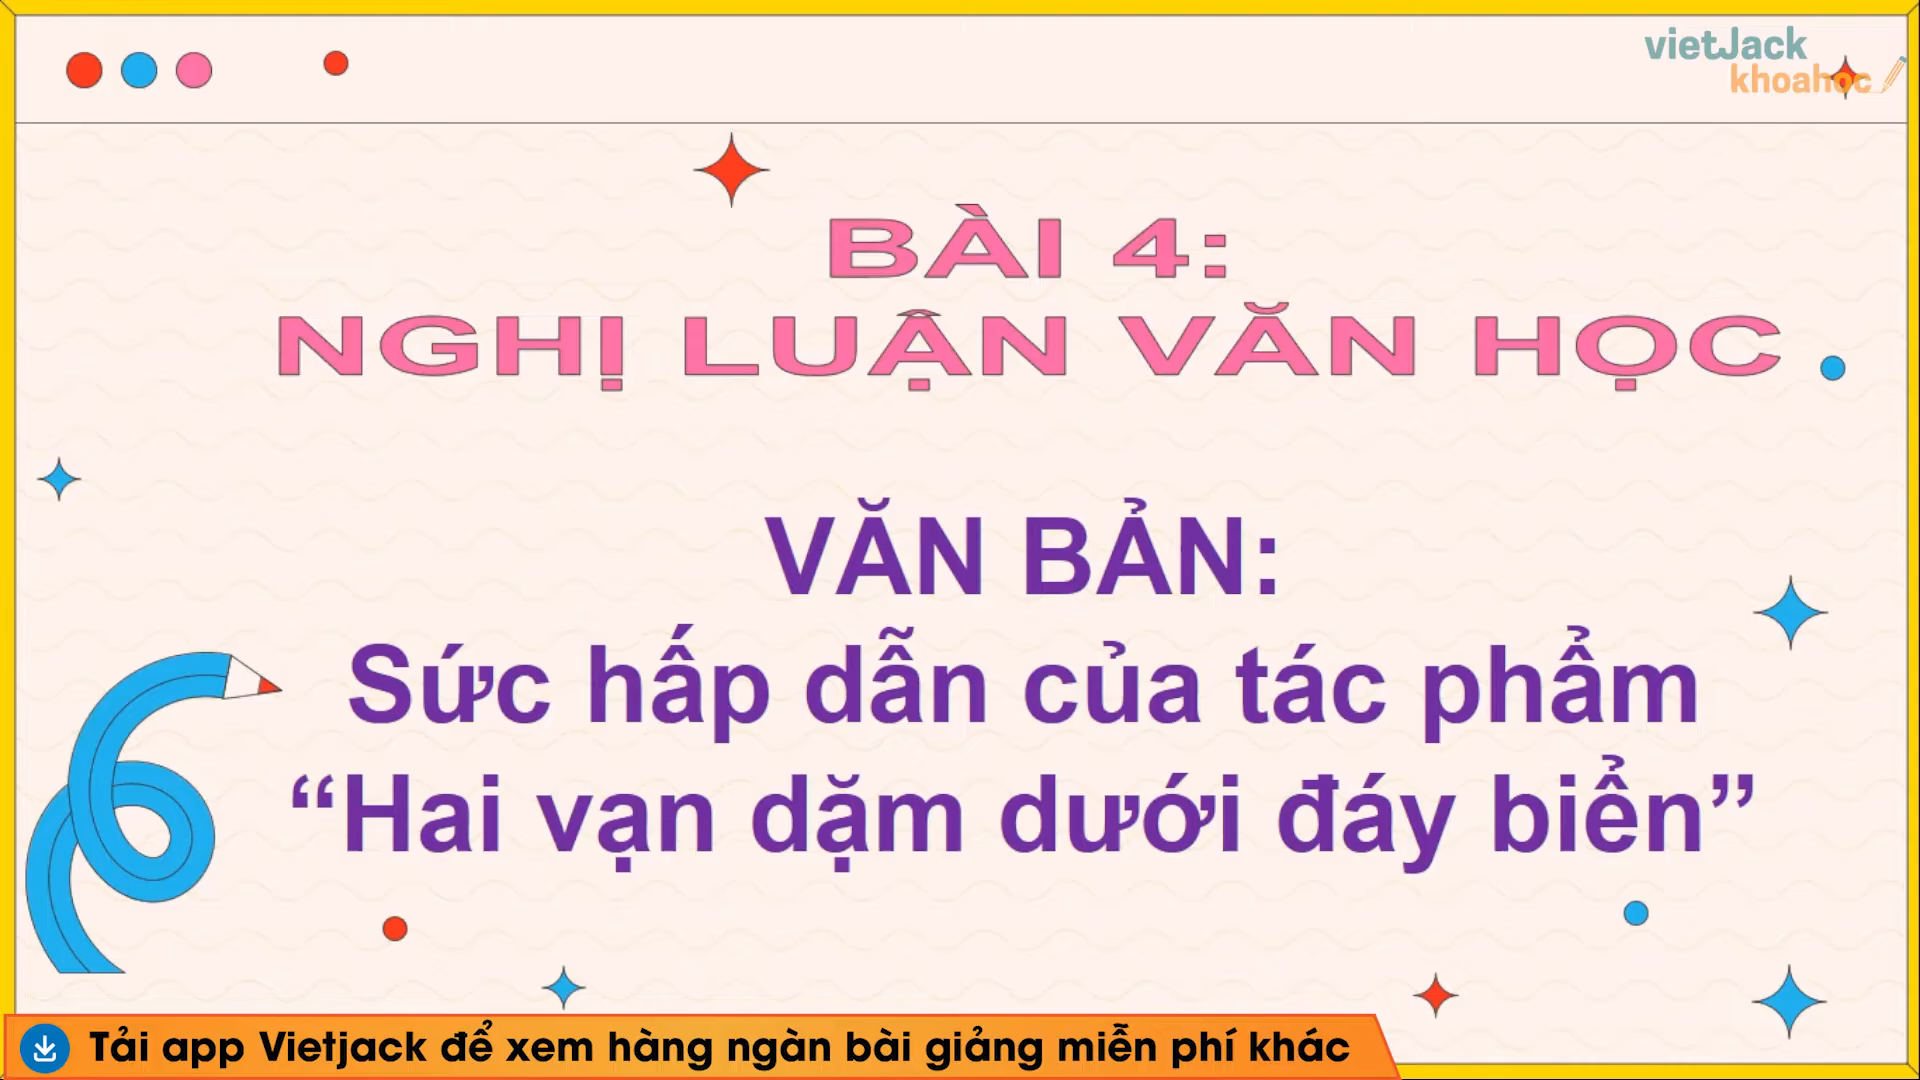 vietJack
khoahoc
BÀI 4:
NGHỊ LUẬN VĂN HỌC
VĂN BẢN:
Sức hấp dẫn của tác phẩm
“Hai vạn dặm dưới đáy biển”
Tải app Vietjack để xem hàng ngàn bài giảng miễn phí khác